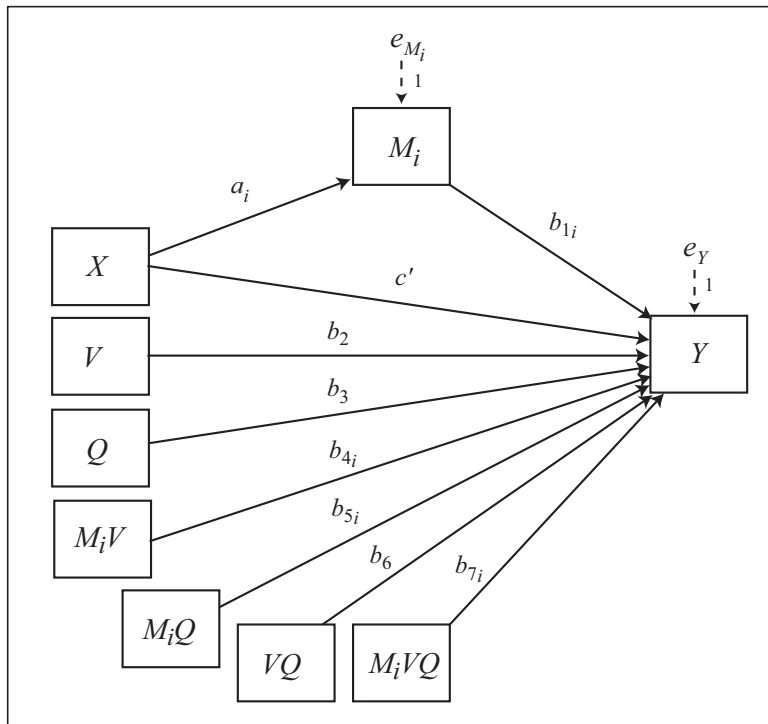 e_{M_i}
1
M_i
a_i
b_{1i}
X
e_Y
1
c′
V
b_2
Y
Q
b_3
b_{4i}
M_iV
b_{5i}
b_6
b_{7i}
M_iQ
VQ
M_iVQ